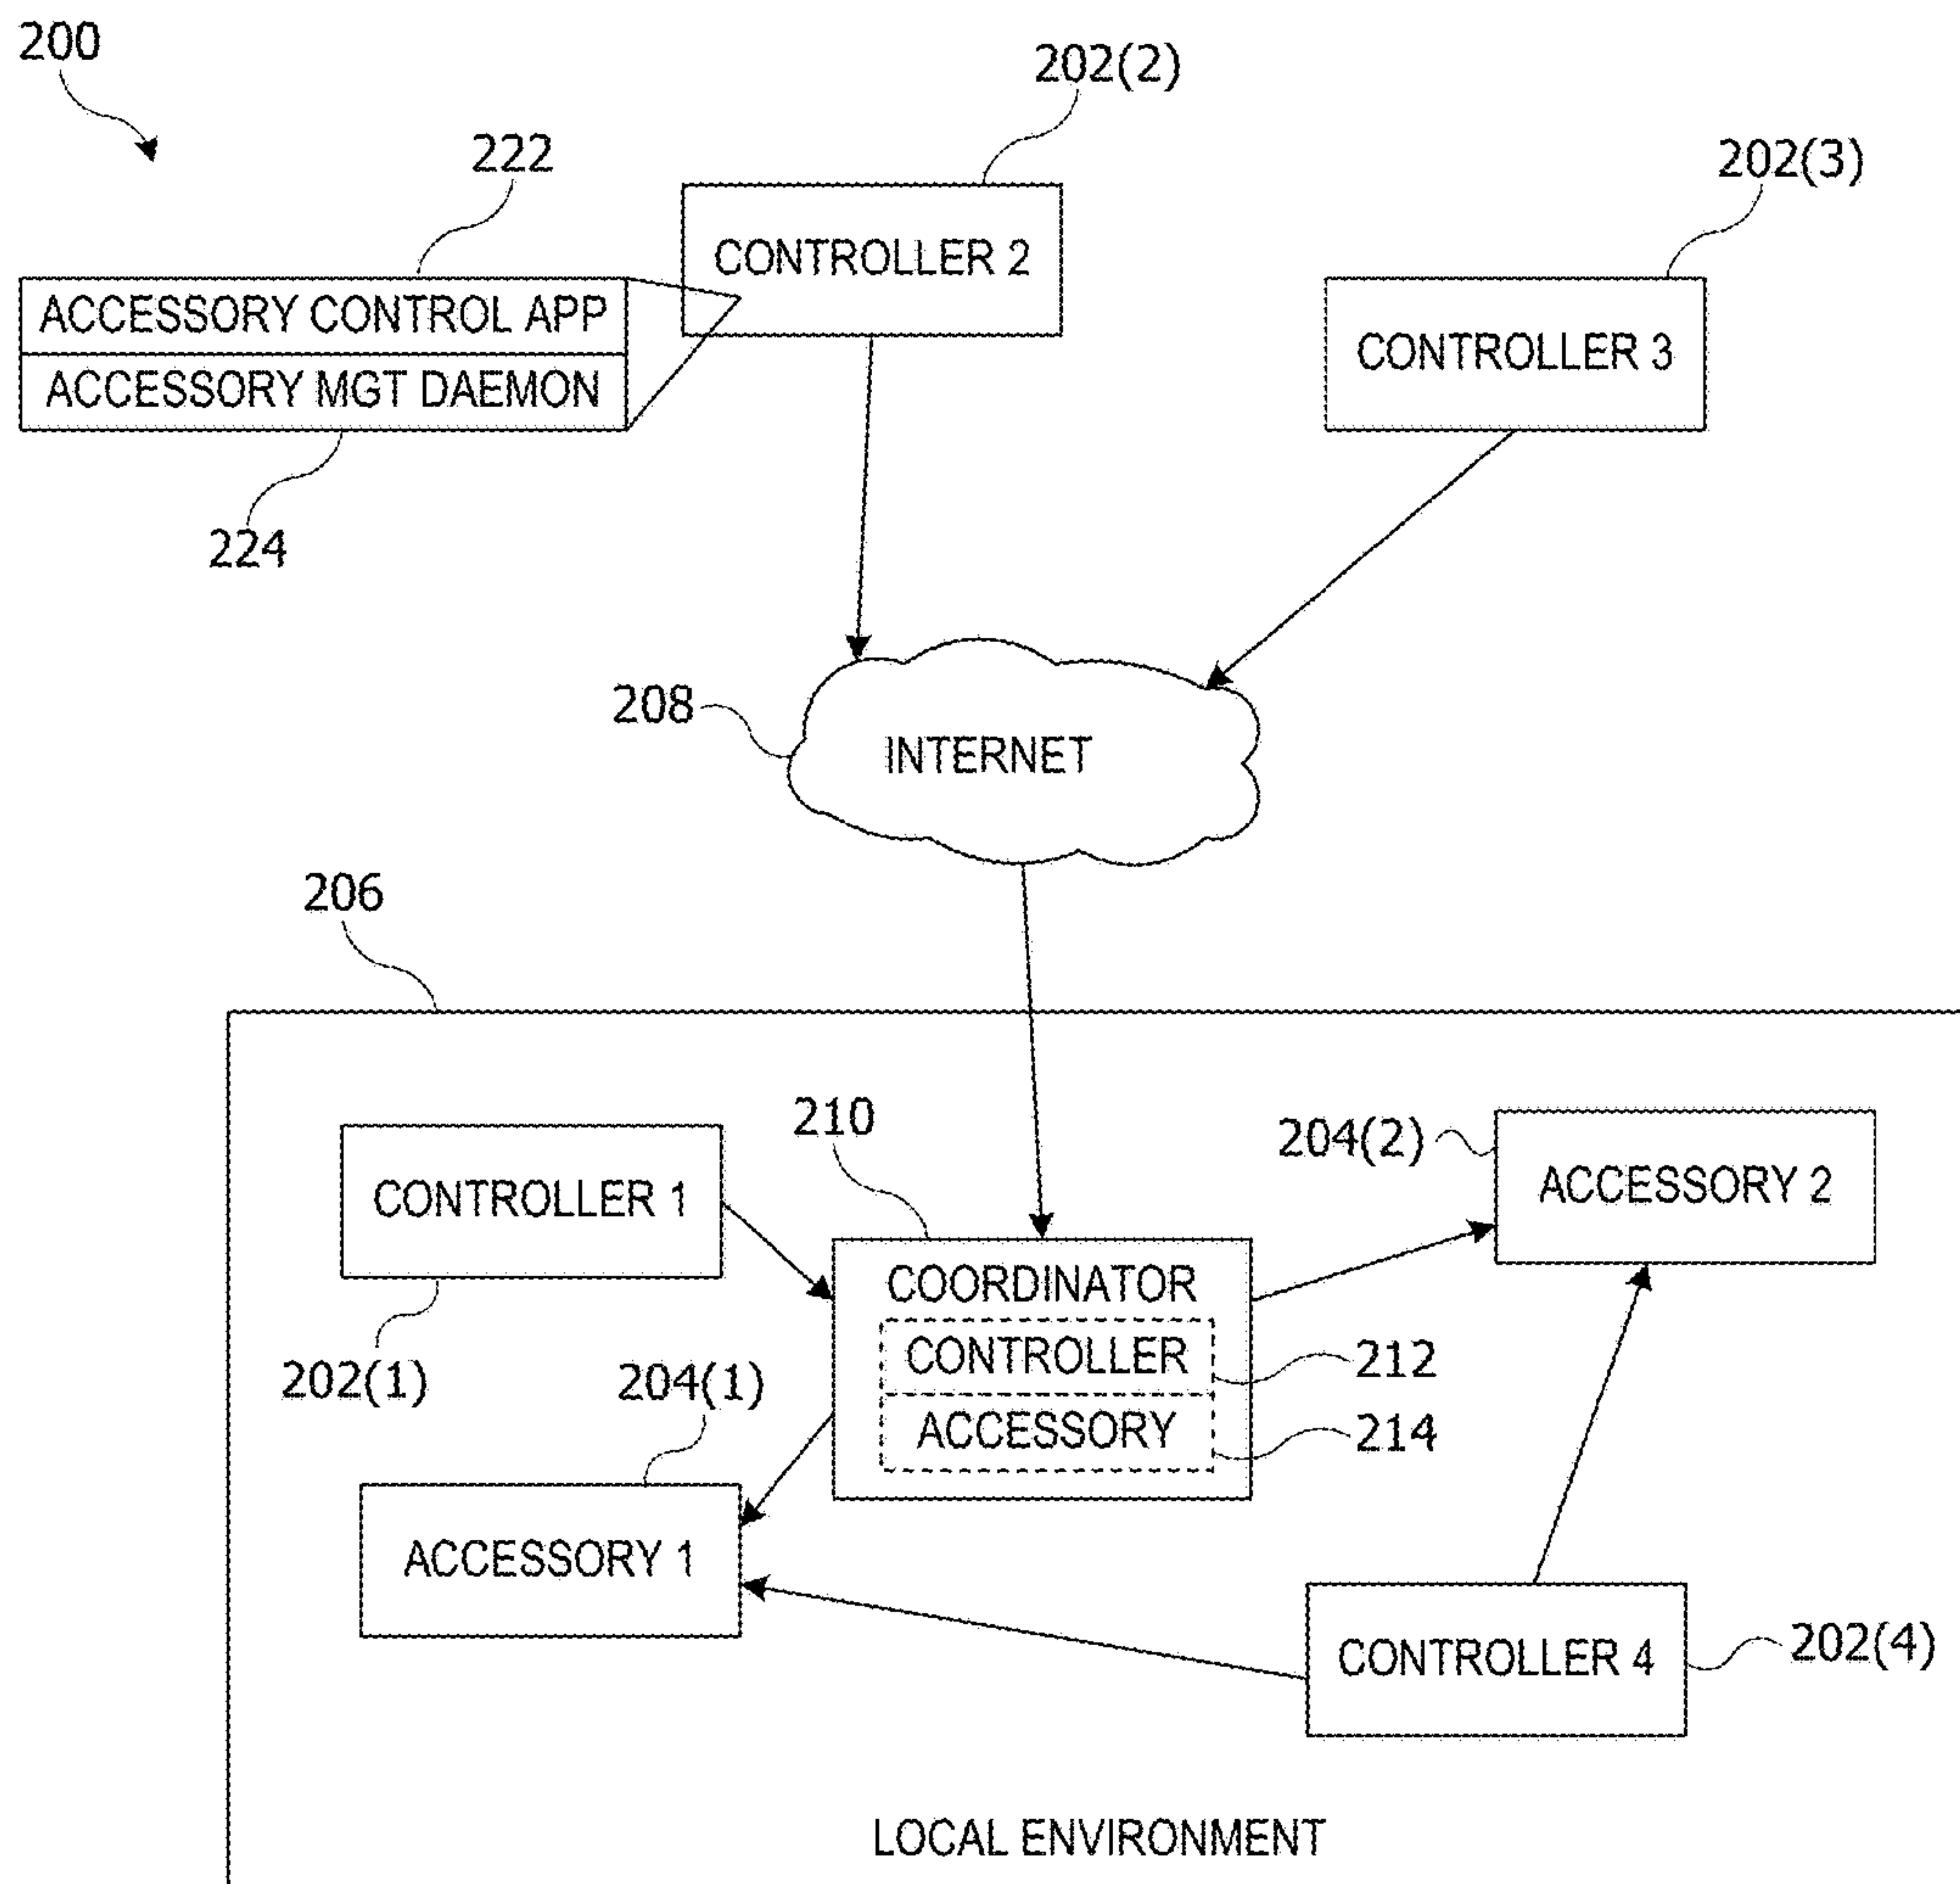 200
202(2)
222
202(3)
CONTROLLER 2
ACCESSORY CONTROL APP
CONTROLLER 3
ACCESSORY MGT DAEMON
224
208
INTERNET
206
210
204(2)
CONTROLLER 1
ACCESSORY 2
COORDINATOR
CONTROLLER
212
202(1)
204(1)
ACCESSORY
214
ACCESSORY 1
CONTROLLER 4
202(4)
LOCAL ENVIRONMENT